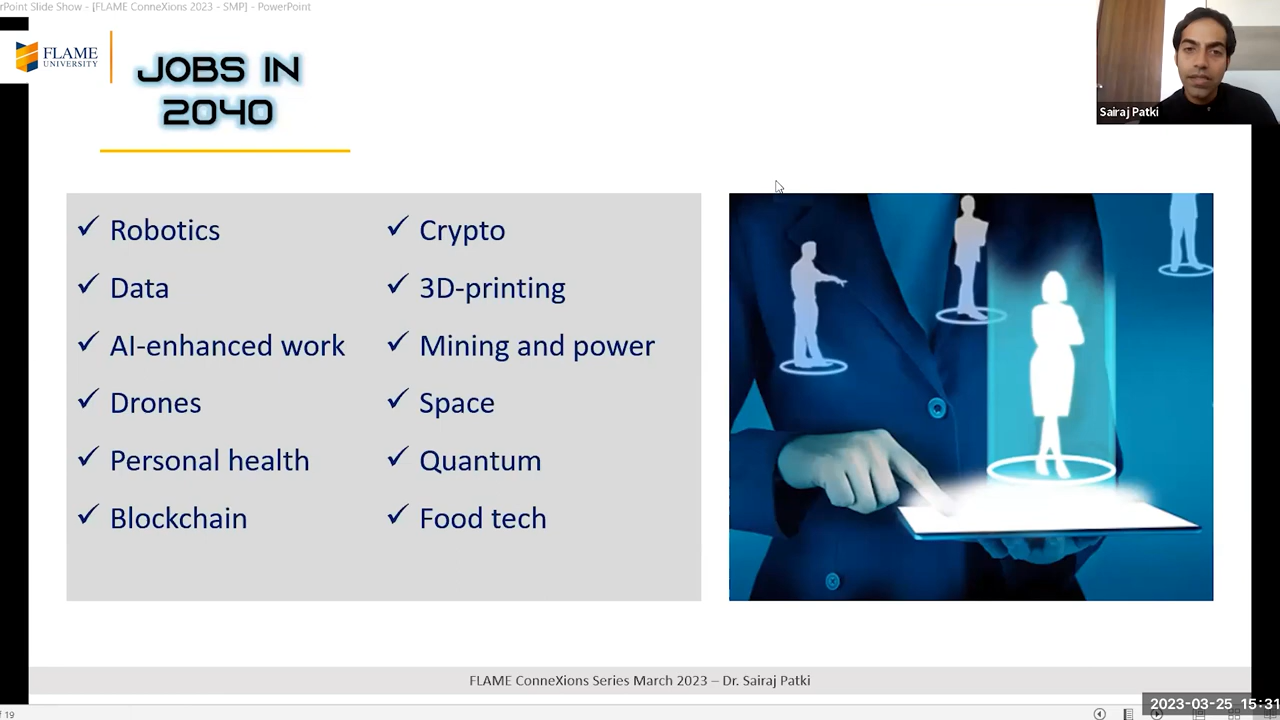 rPoint Slide Show - [FLAME ConneXions 2023 - SMP] - PowerPoint
FLAME
UNIVERSITY
JOBS IN
2040
Sairaj Patki
✓ Robotics
✓ Data
✓ AI-enhanced work
✓ Drones
✓ Personal health
✓ Blockchain
✓ Crypto
✓ 3D-printing
✓ Mining and power
✓ Space
✓ Quantum
✓ Food tech
FLAME ConneXions Series March 2023 – Dr. Sairaj Patki
f 19
2023-03-25 15:31